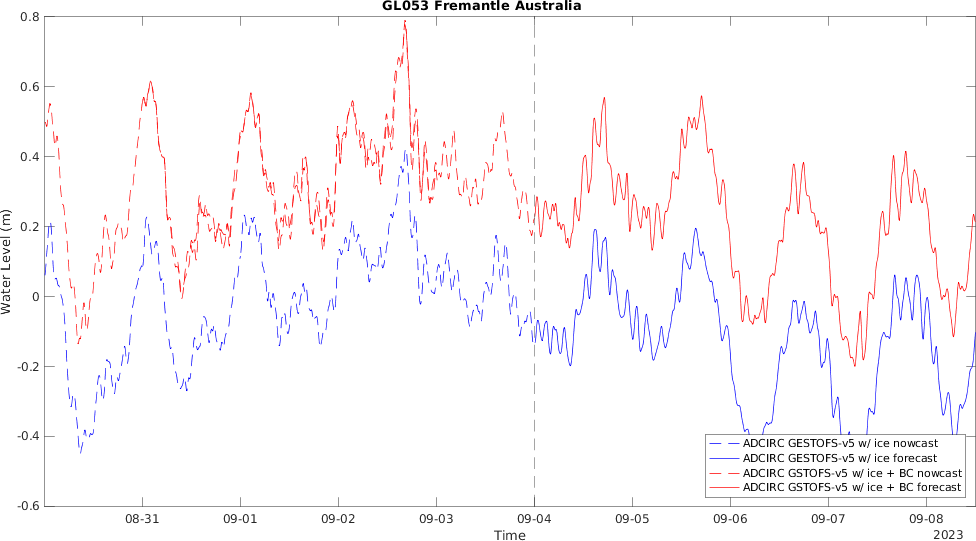 GL053 Fremantle Australia
0.8
0.6
0.4
0.2
0
-0.2
-0.4
-0.6
Water Level (m)
ADCIRC GESTOFS-v5 w/ ice nowcast
ADCIRC GESTOFS-v5 w/ ice forecast
ADCIRC GSTOFS-v5 w/ ice + BC nowcast
ADCIRC GSTOFS-v5 w/ ice + BC forecast
08-31 09-01 09-02 09-03 09-04 09-05 09-06 09-07 09-08
Time
2023